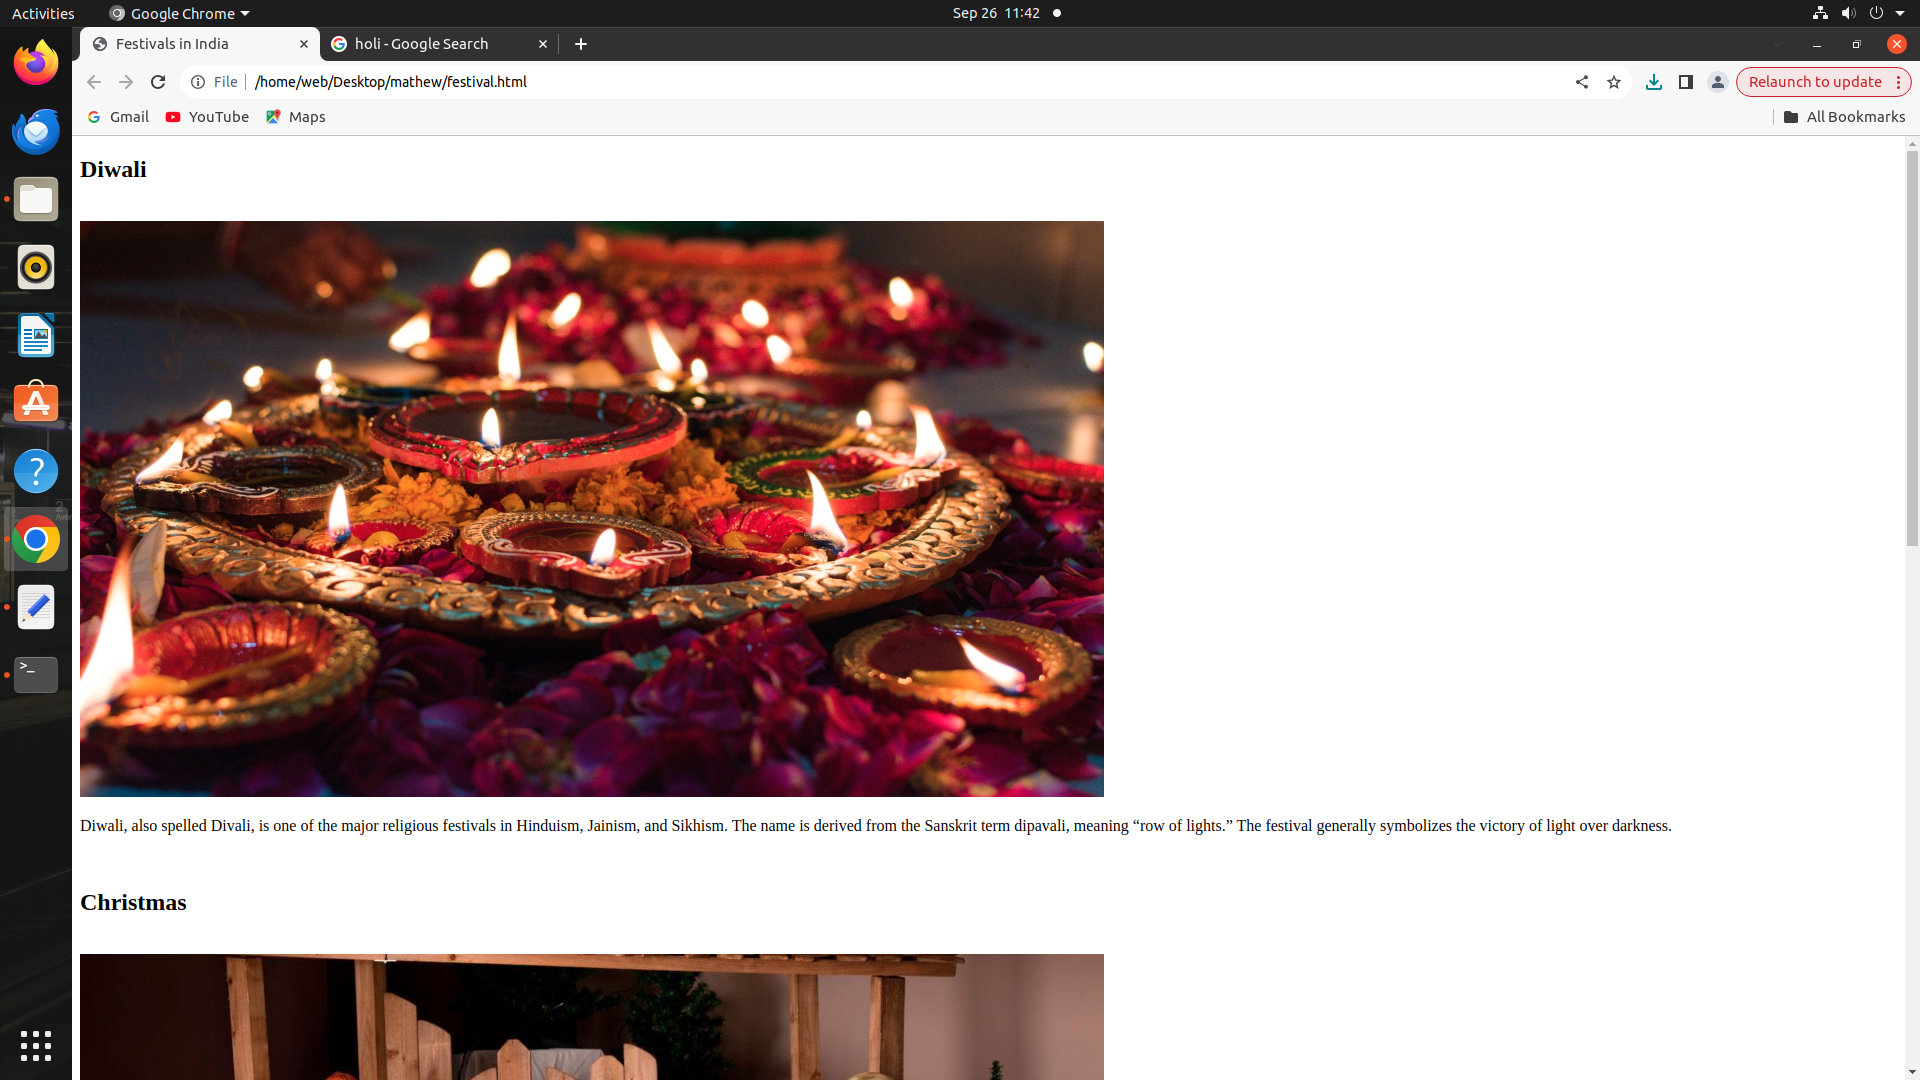 Activities
Google Chrome
Sep 26 11:42
Festivals in India
holi - Google Search
File
/home/web/Desktop/mathew/festival.html
Relaunch to update
Gmail
YouTube
Maps
All Bookmarks
Diwali
Diwali, also spelled Divali, is one of the major religious festivals in Hinduism, Jainism, and Sikhism. The name is derived from the Sanskrit term dipavali, meaning “row of lights.” The festival generally symbolizes the victory of light over darkness.
Christmas